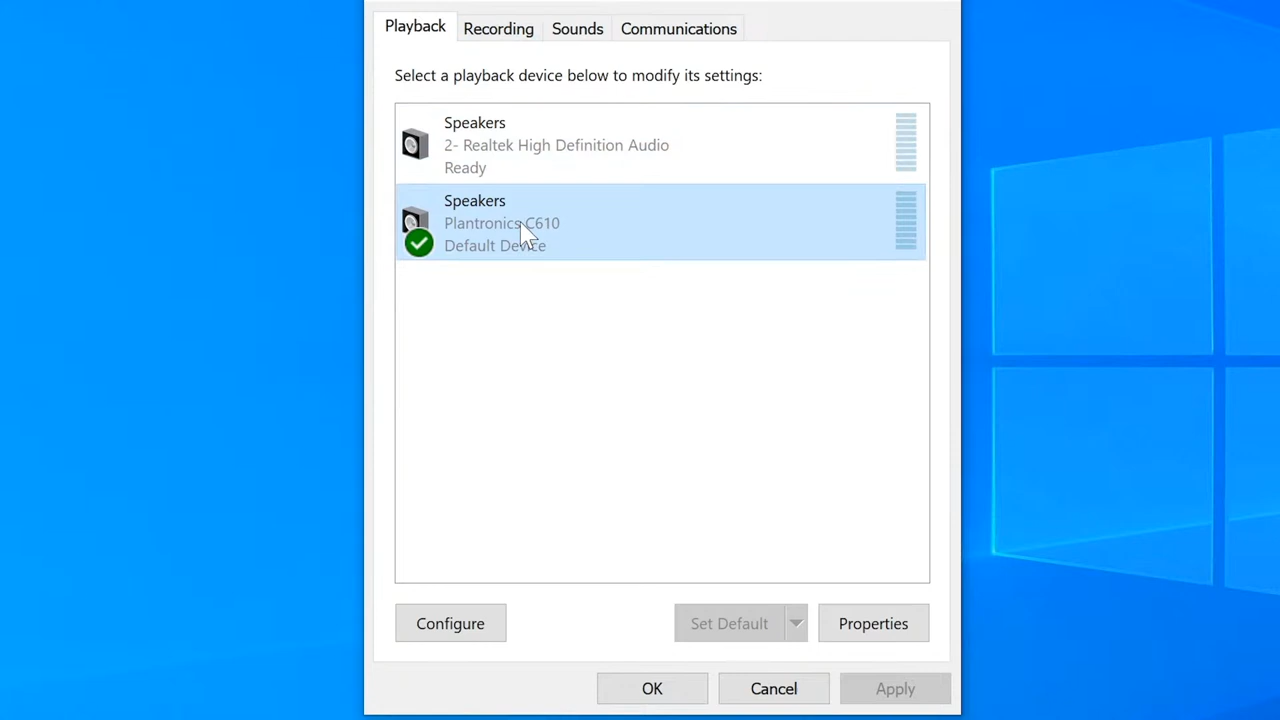 Playback
Recording
Sounds
Communications
Select a playback device below to modify its settings:
Speakers
2- Realtek High Definition Audio
Ready
Speakers
Plantronics C610
Default Device
Configure
Set Default
Properties
OK
Cancel
Apply